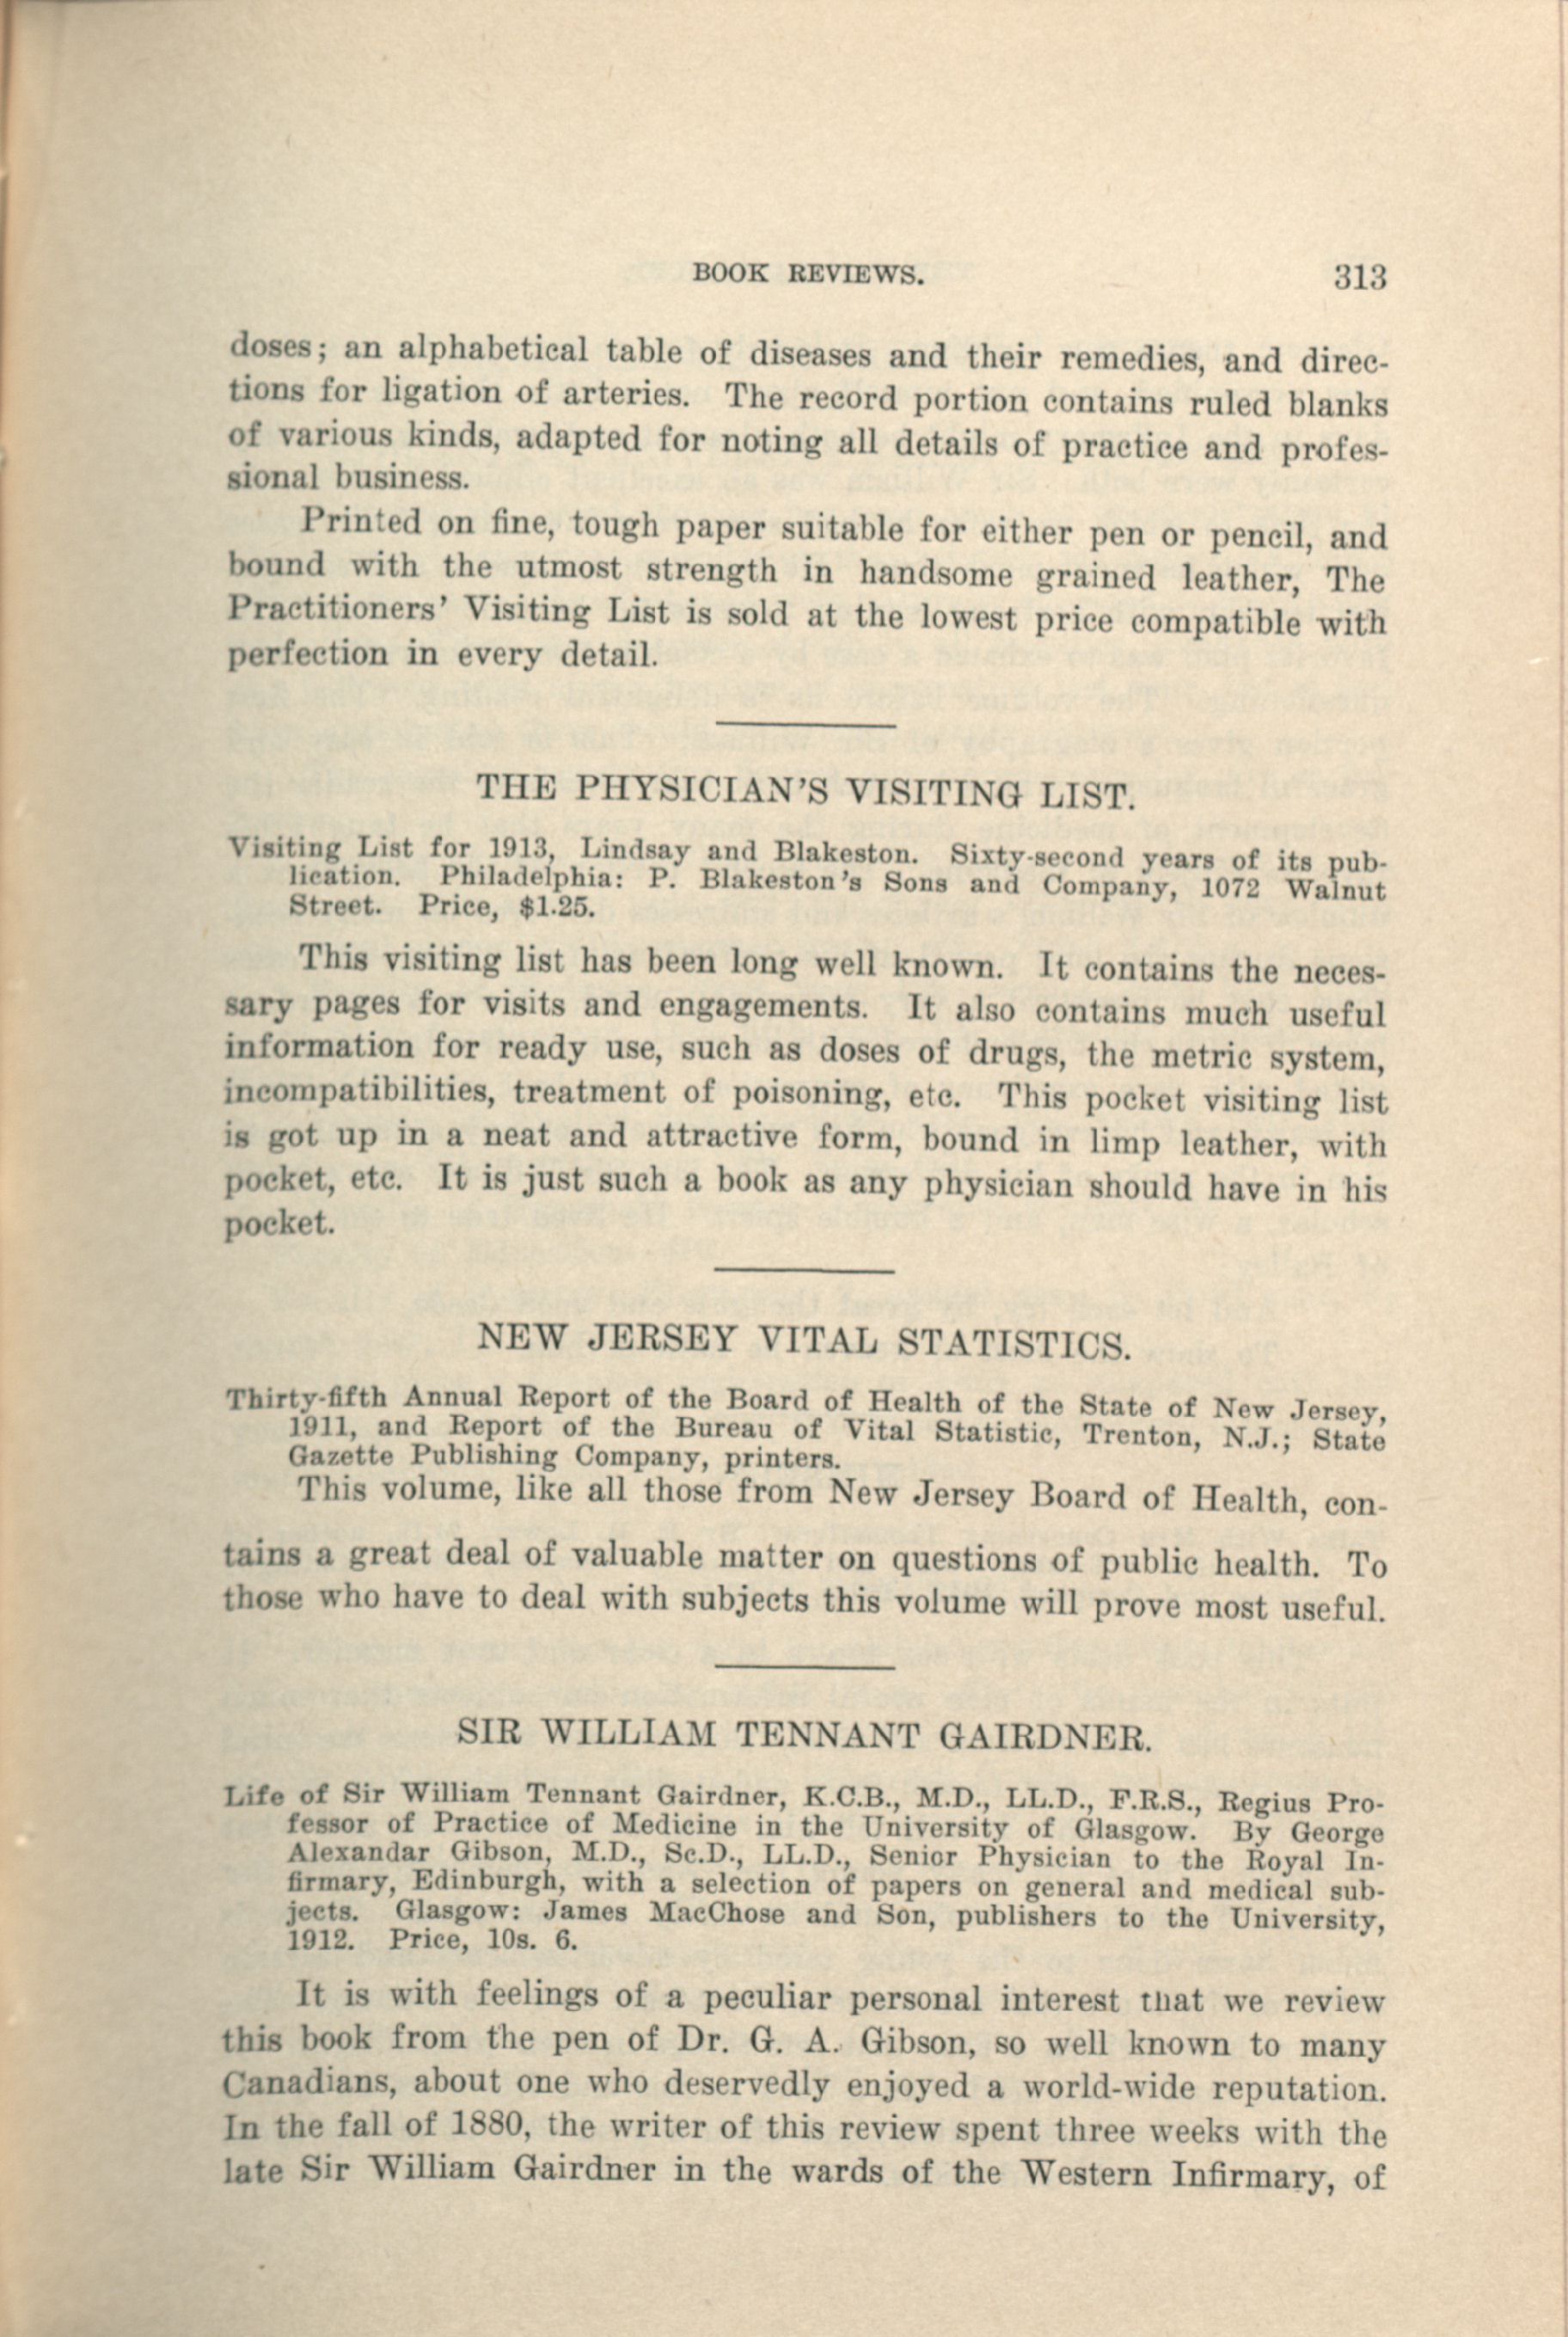 BOOK REVIEWS. 313
doses; an alphabetical table of diseases and their remedies, and direc-
tions for ligation of arteries. The record portion contains ruled blanks
of various kinds, adapted for noting all details of practice and profes-
sional business.
Printed on fine, tough paper suitable for either pen or pencil, and
bound with the utmost strength in handsome grained leather, The
Practitioners' Visiting List is sold at the lowest price compatible with
perfection in every detail.
THE PHYSICIAN'S VISITING LIST.
Visiting List for 1913, Lindsay and Blakeston. Sixty-second years of its pub-
lication. Philadelphia: P. Blakeston's Sons and Company, 1072 Walnut
Street. Price, $1.25.
This visiting list has been long well known. It contains the neces-
sary pages for visits and engagements. It also contains much useful
information for ready use, such as doses of drugs, the metric system,
incompatibilities, treatment of poisoning, etc. This pocket visiting list
is got up in a neat and attractive form, bound in limp leather, with
pocket, etc. It is just such a book as any physician should have in his
pocket.
NEW JERSEY VITAL STATISTICS.
Thirty-fifth Annual Report of the Board of Health of the State of New Jersey,
1911, and Report of the Bureau of Vital Statistic, Trenton, N.J.; State
Gazette Publishing Company, printers.
This volume, like all those from New Jersey Board of Health, con-
tains a great deal of valuable matter on questions of public health. To
those who have to deal with subjects this volume will prove most useful.
SIR WILLIAM TENNANT GAIRDNER.
Life of Sir William Tennant Gairdner, K.C.B., M.D., LL.D., F.R.S., Regius Pro-
fessor of Practice of Medicine in the University of Glasgow. By George
Alexandar Gibson, M.D., Sc.D., LL.D., Senior Physician to the Royal In-
firmary, Edinburgh, with a selection of papers on general and medical sub-
jects. Glasgow: James MacChose and Son, publishers to the University,
1912. Price, 10s. 6.
It is with feelings of a peculiar personal interest that we review
this book from the pen of Dr. G. A. Gibson, so well known to many
Canadians, about one who deservedly enjoyed a world-wide reputation.
In the fall of 1880, the writer of this review spent three weeks with the
late Sir William Gairdner in the wards of the Western Infirmary, of